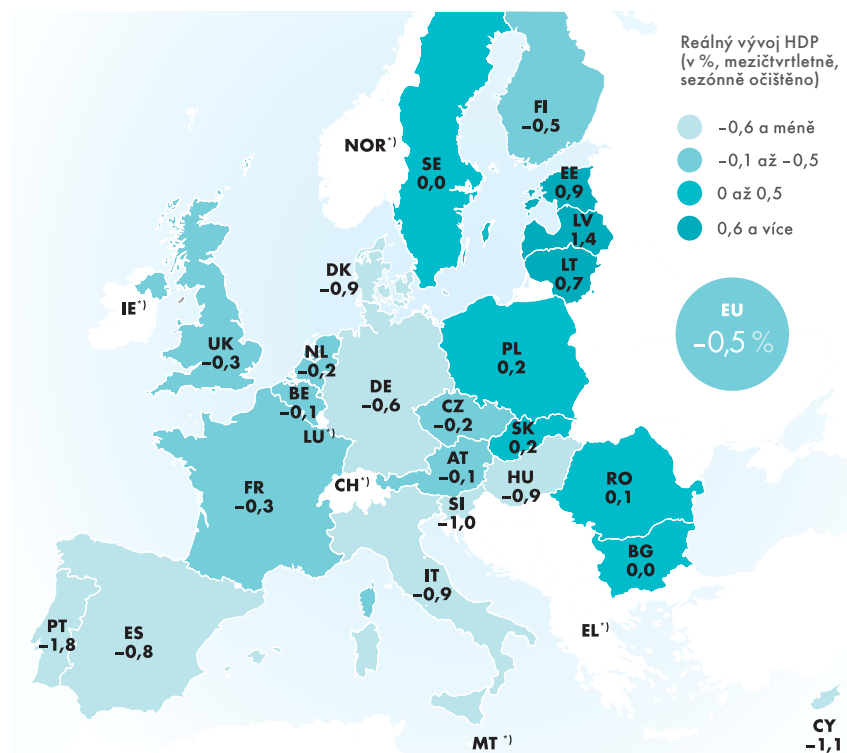 Reálný vývoj HDP
(v %, mezičtvrtletně,
sezónně očištěno)
−0,6 a méně
−0,1 až −0,5
0 až 0,5
0,6 a více
EU
−0,5 %
FI
−0,5
NOR*)
SE
0,0
EE
0,9
LV
1,4
LT
0,7
DK
−0,9
IE*)
UK
−0,3
NL
−0,2
BE
−0,1
LU*)
DE
−0,6
PL
0,2
CZ
−0,2
SK
0,2
AT
−0,1
HU
−0,9
CH*)
SI
−1,0
FR
−0,3
RO
0,1
BG
0,0
IT
−0,9
PT
−1,8
ES
−0,8
EL*)
MT *)
CY
−1,1